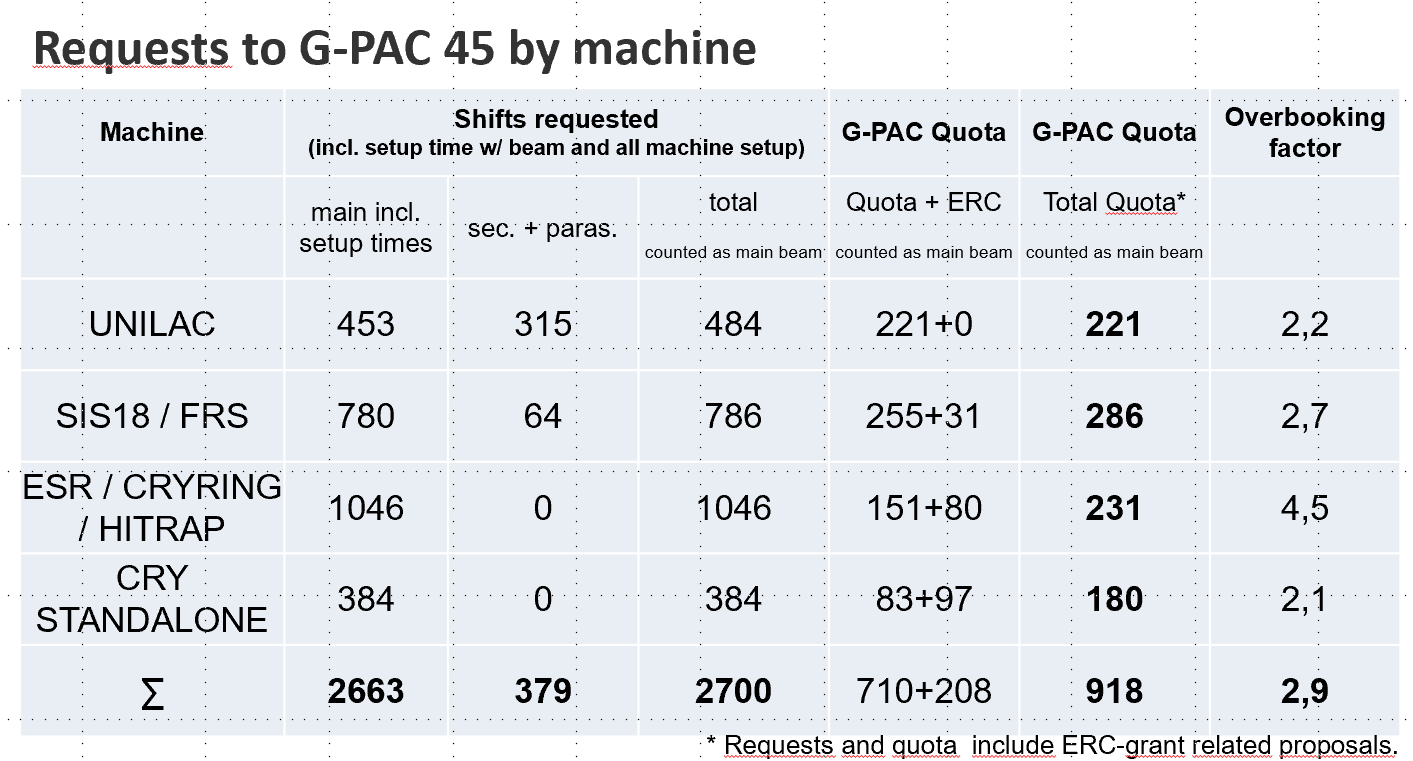 Requests to G-PAC 45 by machine
Machine
Shifts requested
(incl. setup time w/ beam and all machine setup)
G-PAC Quota
G-PAC Quota
Overbooking
factor
main incl.
setup times
sec. + paras.
total
counted as main beam
Quota + ERC
counted as main beam
Total Quota*
counted as main beam
UNILAC
453
315
484
221+0
221
2,2
SIS18 / FRS
780
64
786
255+31
286
2,7
ESR / CRYRING
/ HITRAP
1046
0
1046
151+80
231
4,5
CRY
STANDALONE
384
0
384
83+97
180
2,1
∑
2663
379
2700
710+208
918
2,9
* Requests and quota  include ERC-grant related proposals.